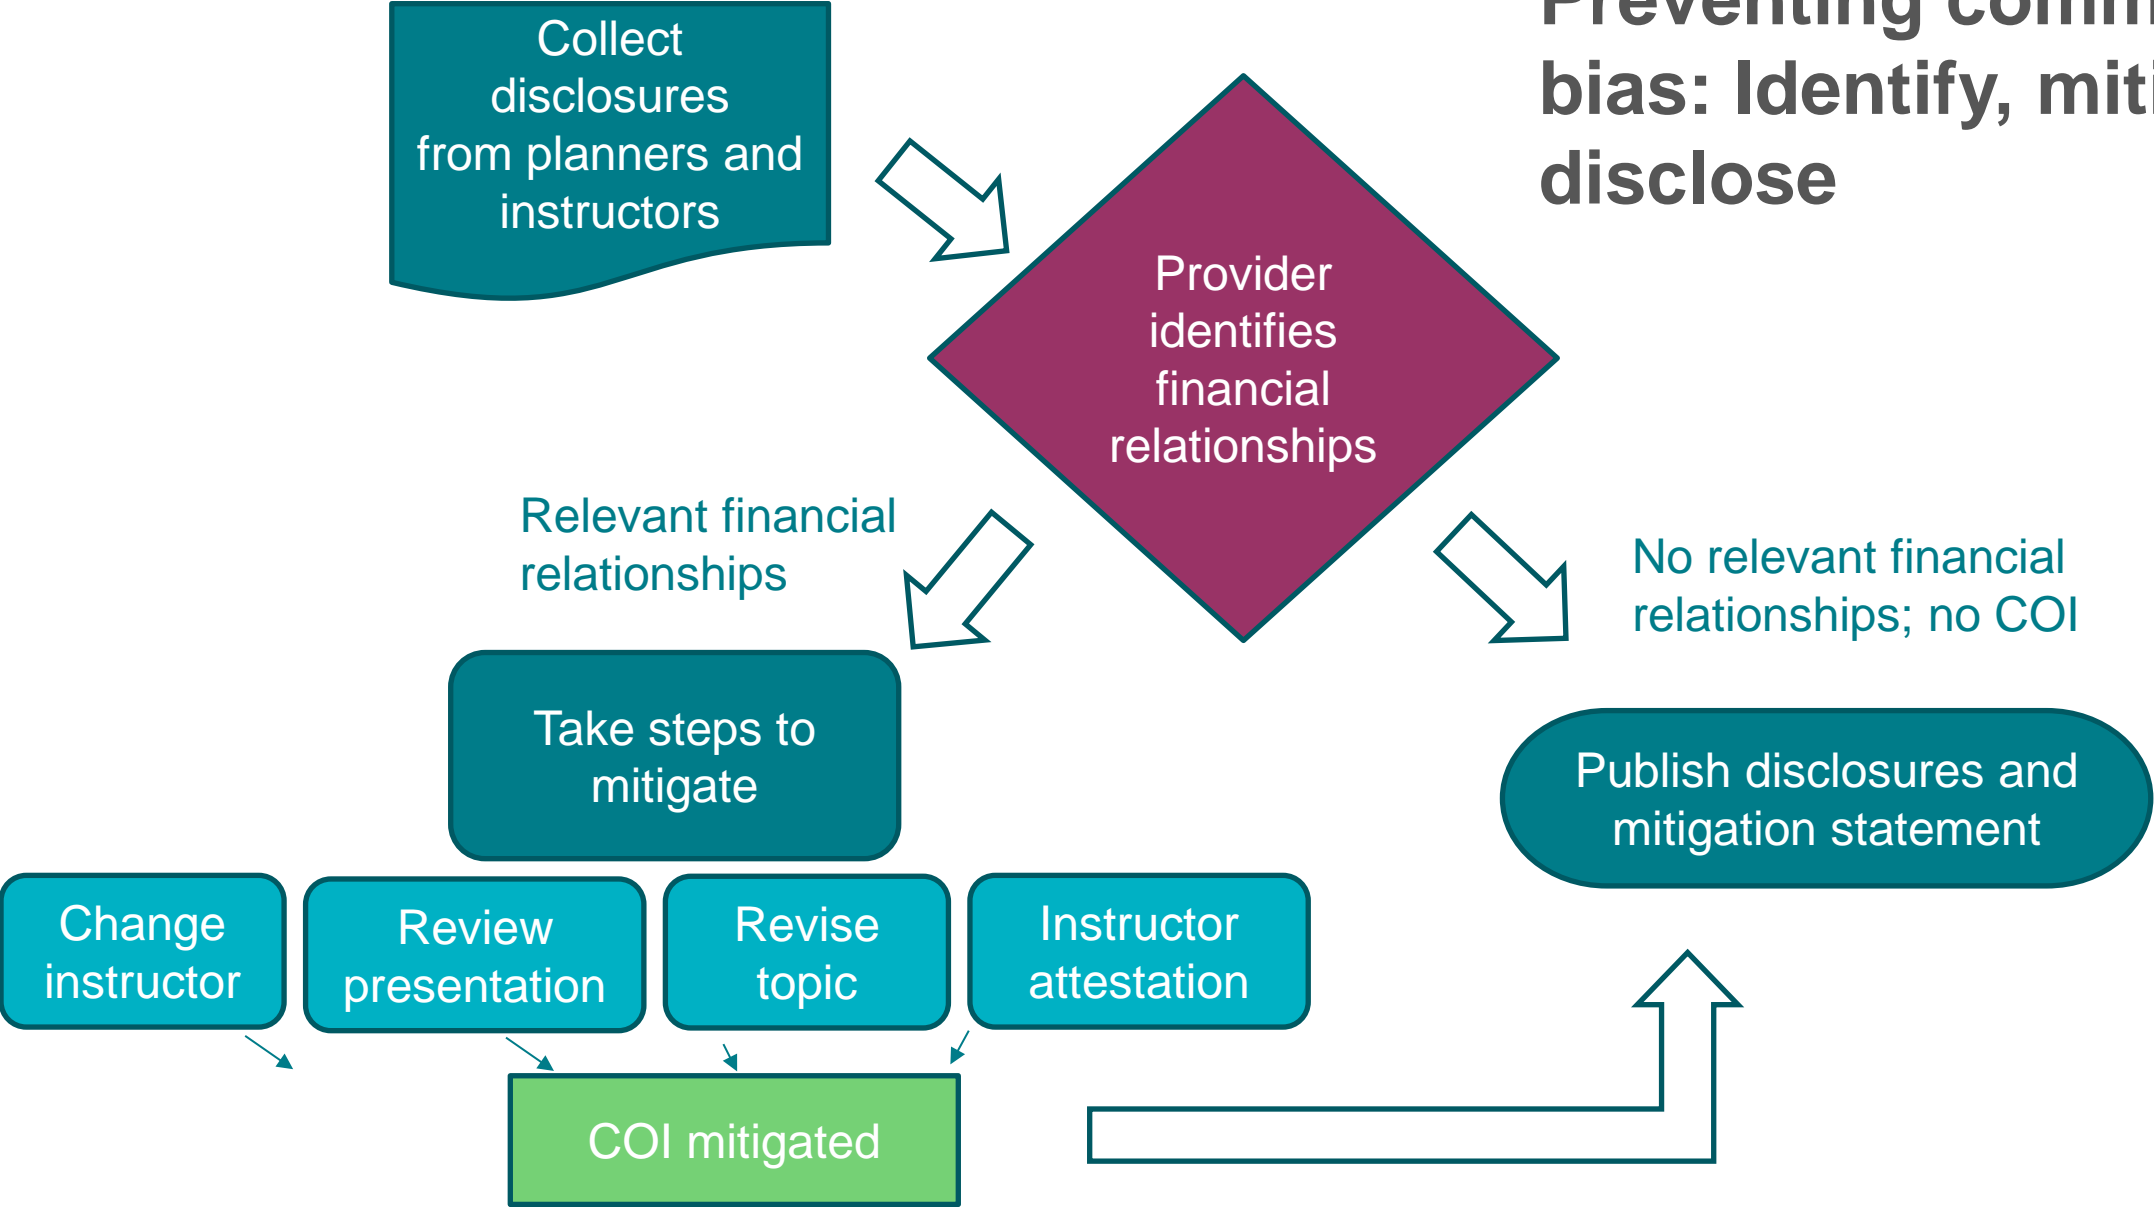 Collect
disclosures
from planners and
instructors
bias: Identify,
disclose
Provider
identifies
financial
relationships
Relevant financial
relationships
No relevant financial
relationships; no COI
Take steps to
mitigate
Publish disclosures and
mitigation statement
Change
instructor
Review
presentation
Revise
topic
Instructor
attestation
COI mitigated